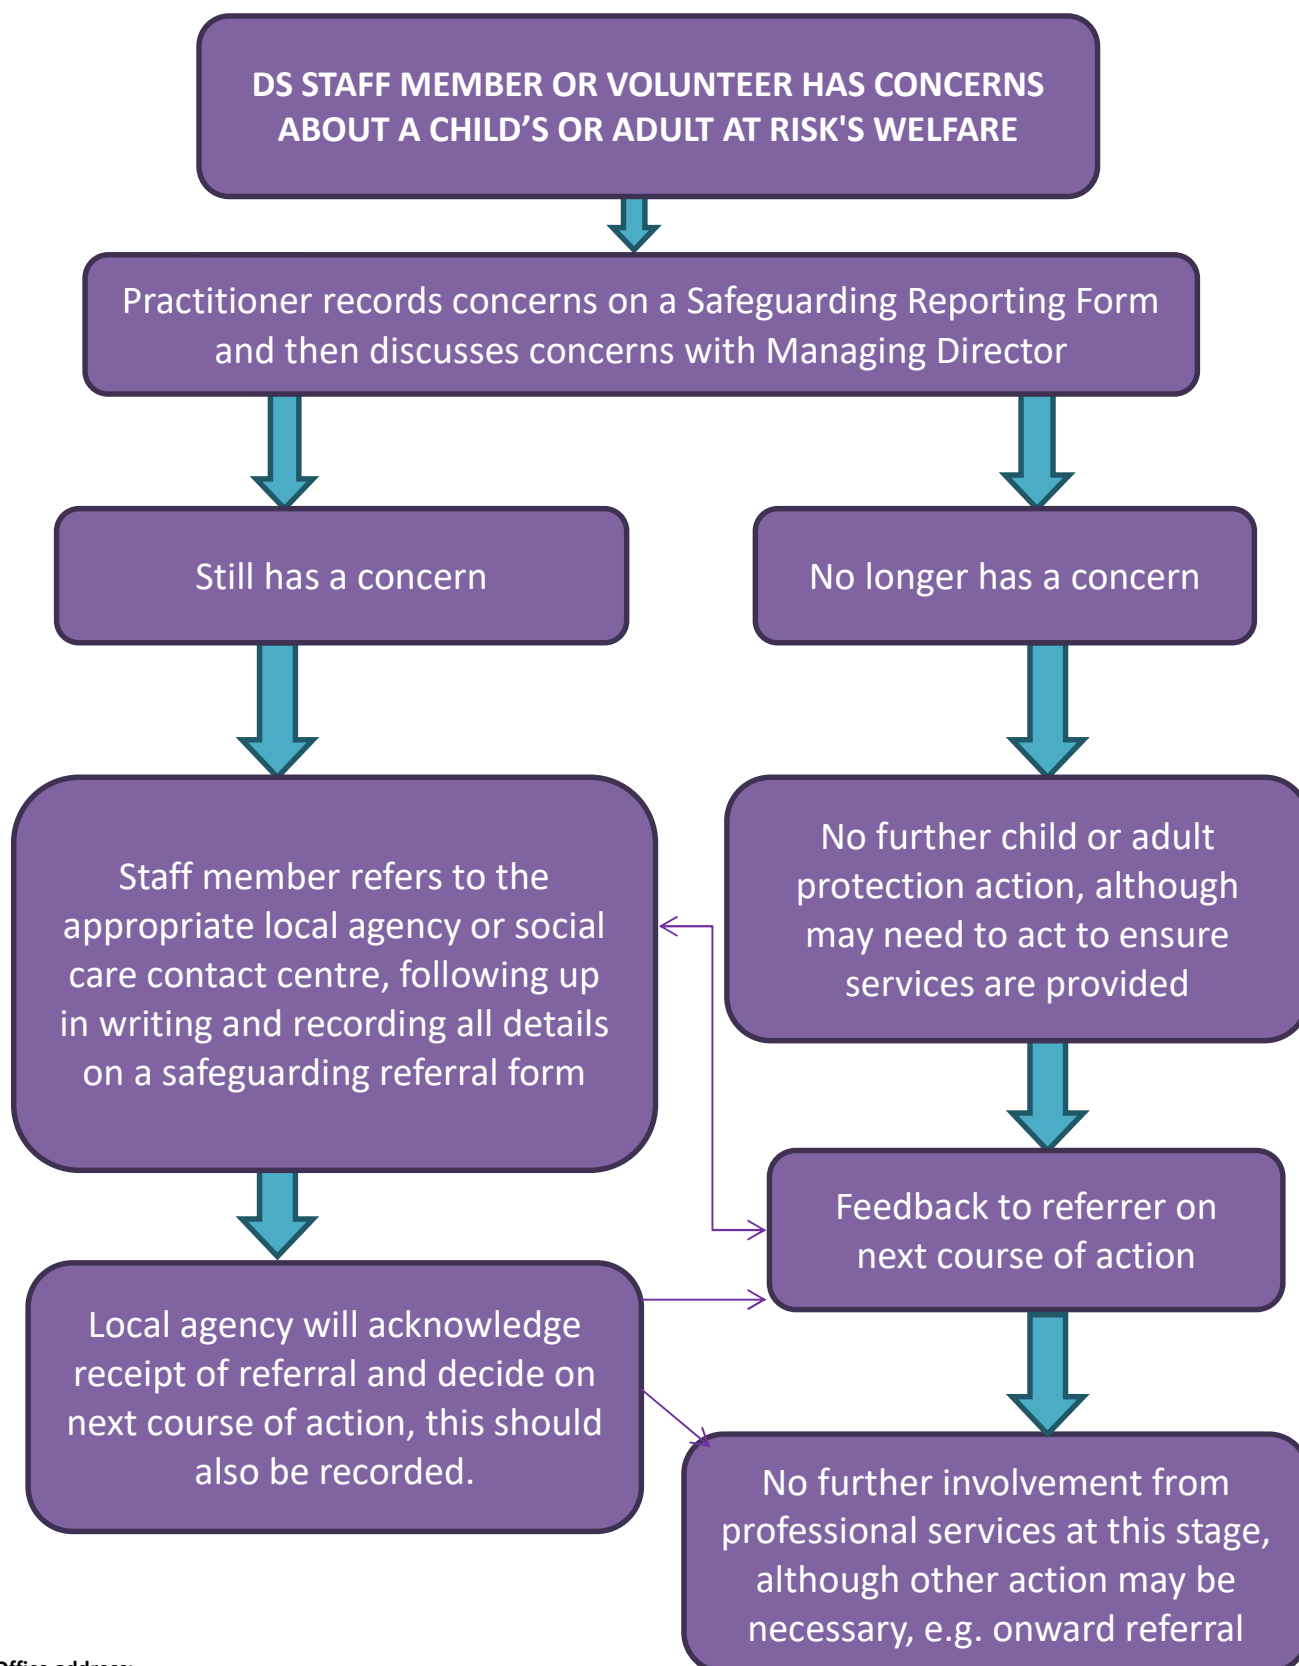 DS STAFF MEMBER OR VOLUNTEER HAS CONCERNS
ABOUT A CHILD’S OR ADULT AT RISK'S WELFARE
Practitioner records concerns on a Safeguarding Reporting Form
and then discusses concerns with Managing Director
Still has a concern
No longer has a concern
Staff member refers to the
appropriate local agency or social
care contact centre, following up
in writing and recording all details
on a safeguarding referral form
No further child or adult
protection action, although
may need to act to ensure
services are provided
Feedback to referrer on
next course of action
Local agency will acknowledge
receipt of referral and decide on
next course of action, this should
also be recorded.
No further involvement from
professional services at this stage,
although other action may be
necessary, e.g. onward referral
Office address: